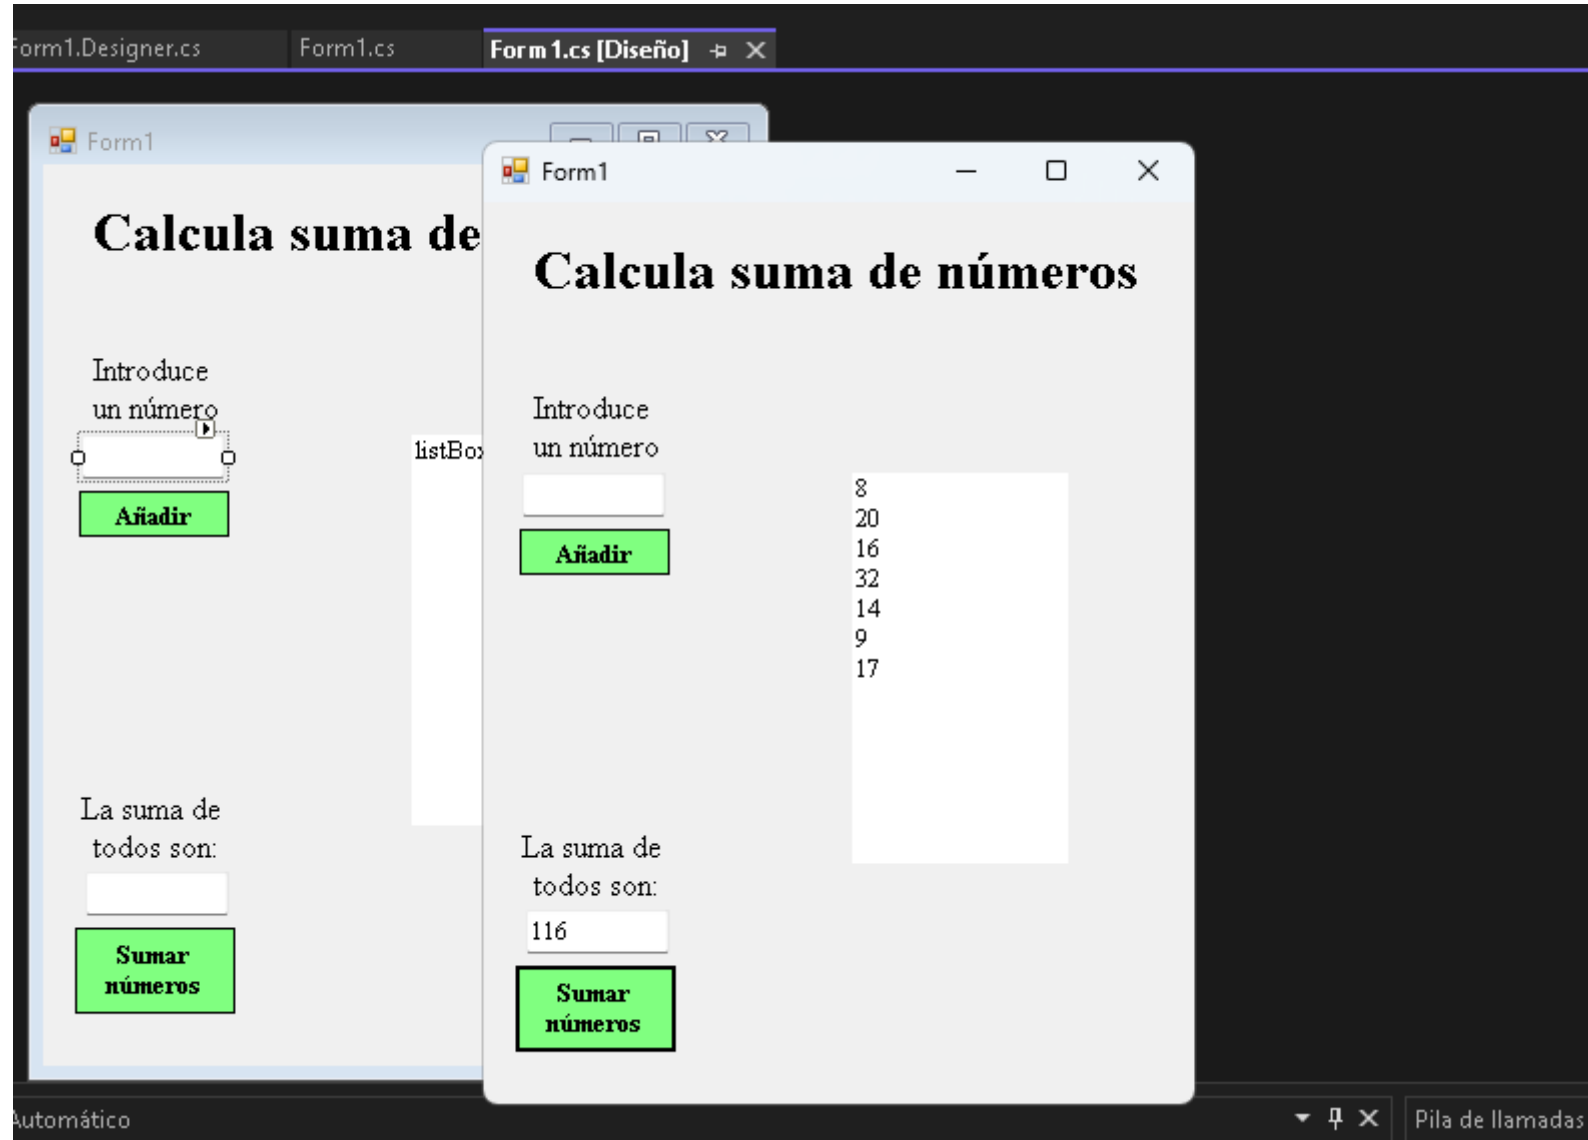 Form1.Designer.cs
Form1.cs
Form1.cs [Diseño]
Form1
Calcula suma de
Introduce
un número
Añadir
listBox
La suma de
todos son:
Sumar
números
Form1
Calcula suma de números
Introduce
un número
Añadir
8
20
16
32
14
9
17
La suma de
todos son:
116
Sumar
números
Automático
Pila de llamadas